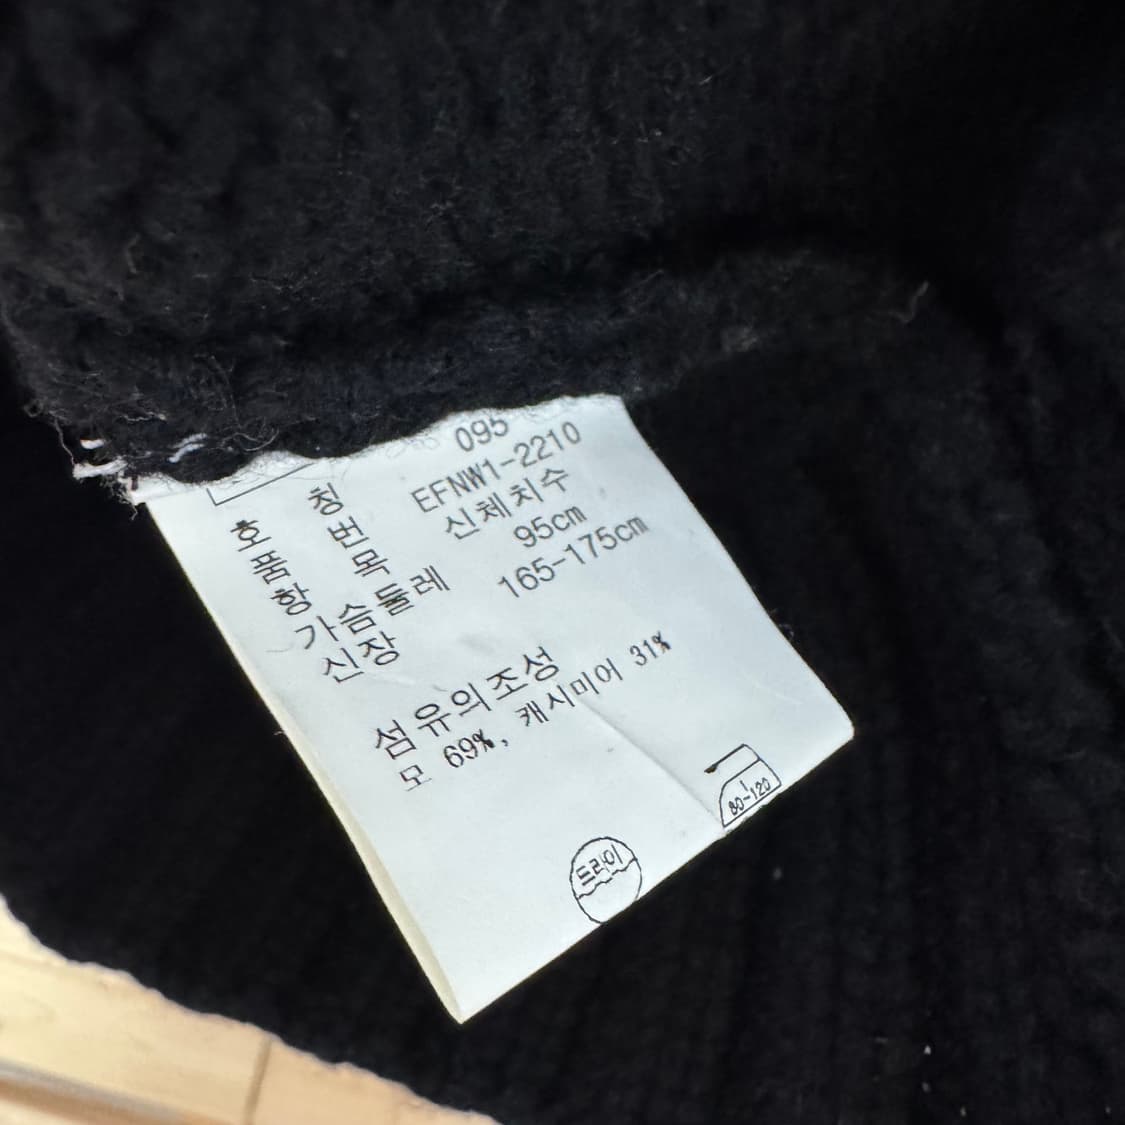 호 칭 095
품 번 EFNW1-2210
항 목 신체치수
가슴둘레 95cm
신장 165-175cm
섬유의조성
모 69%, 캐시미어 31%
80-120
드라이